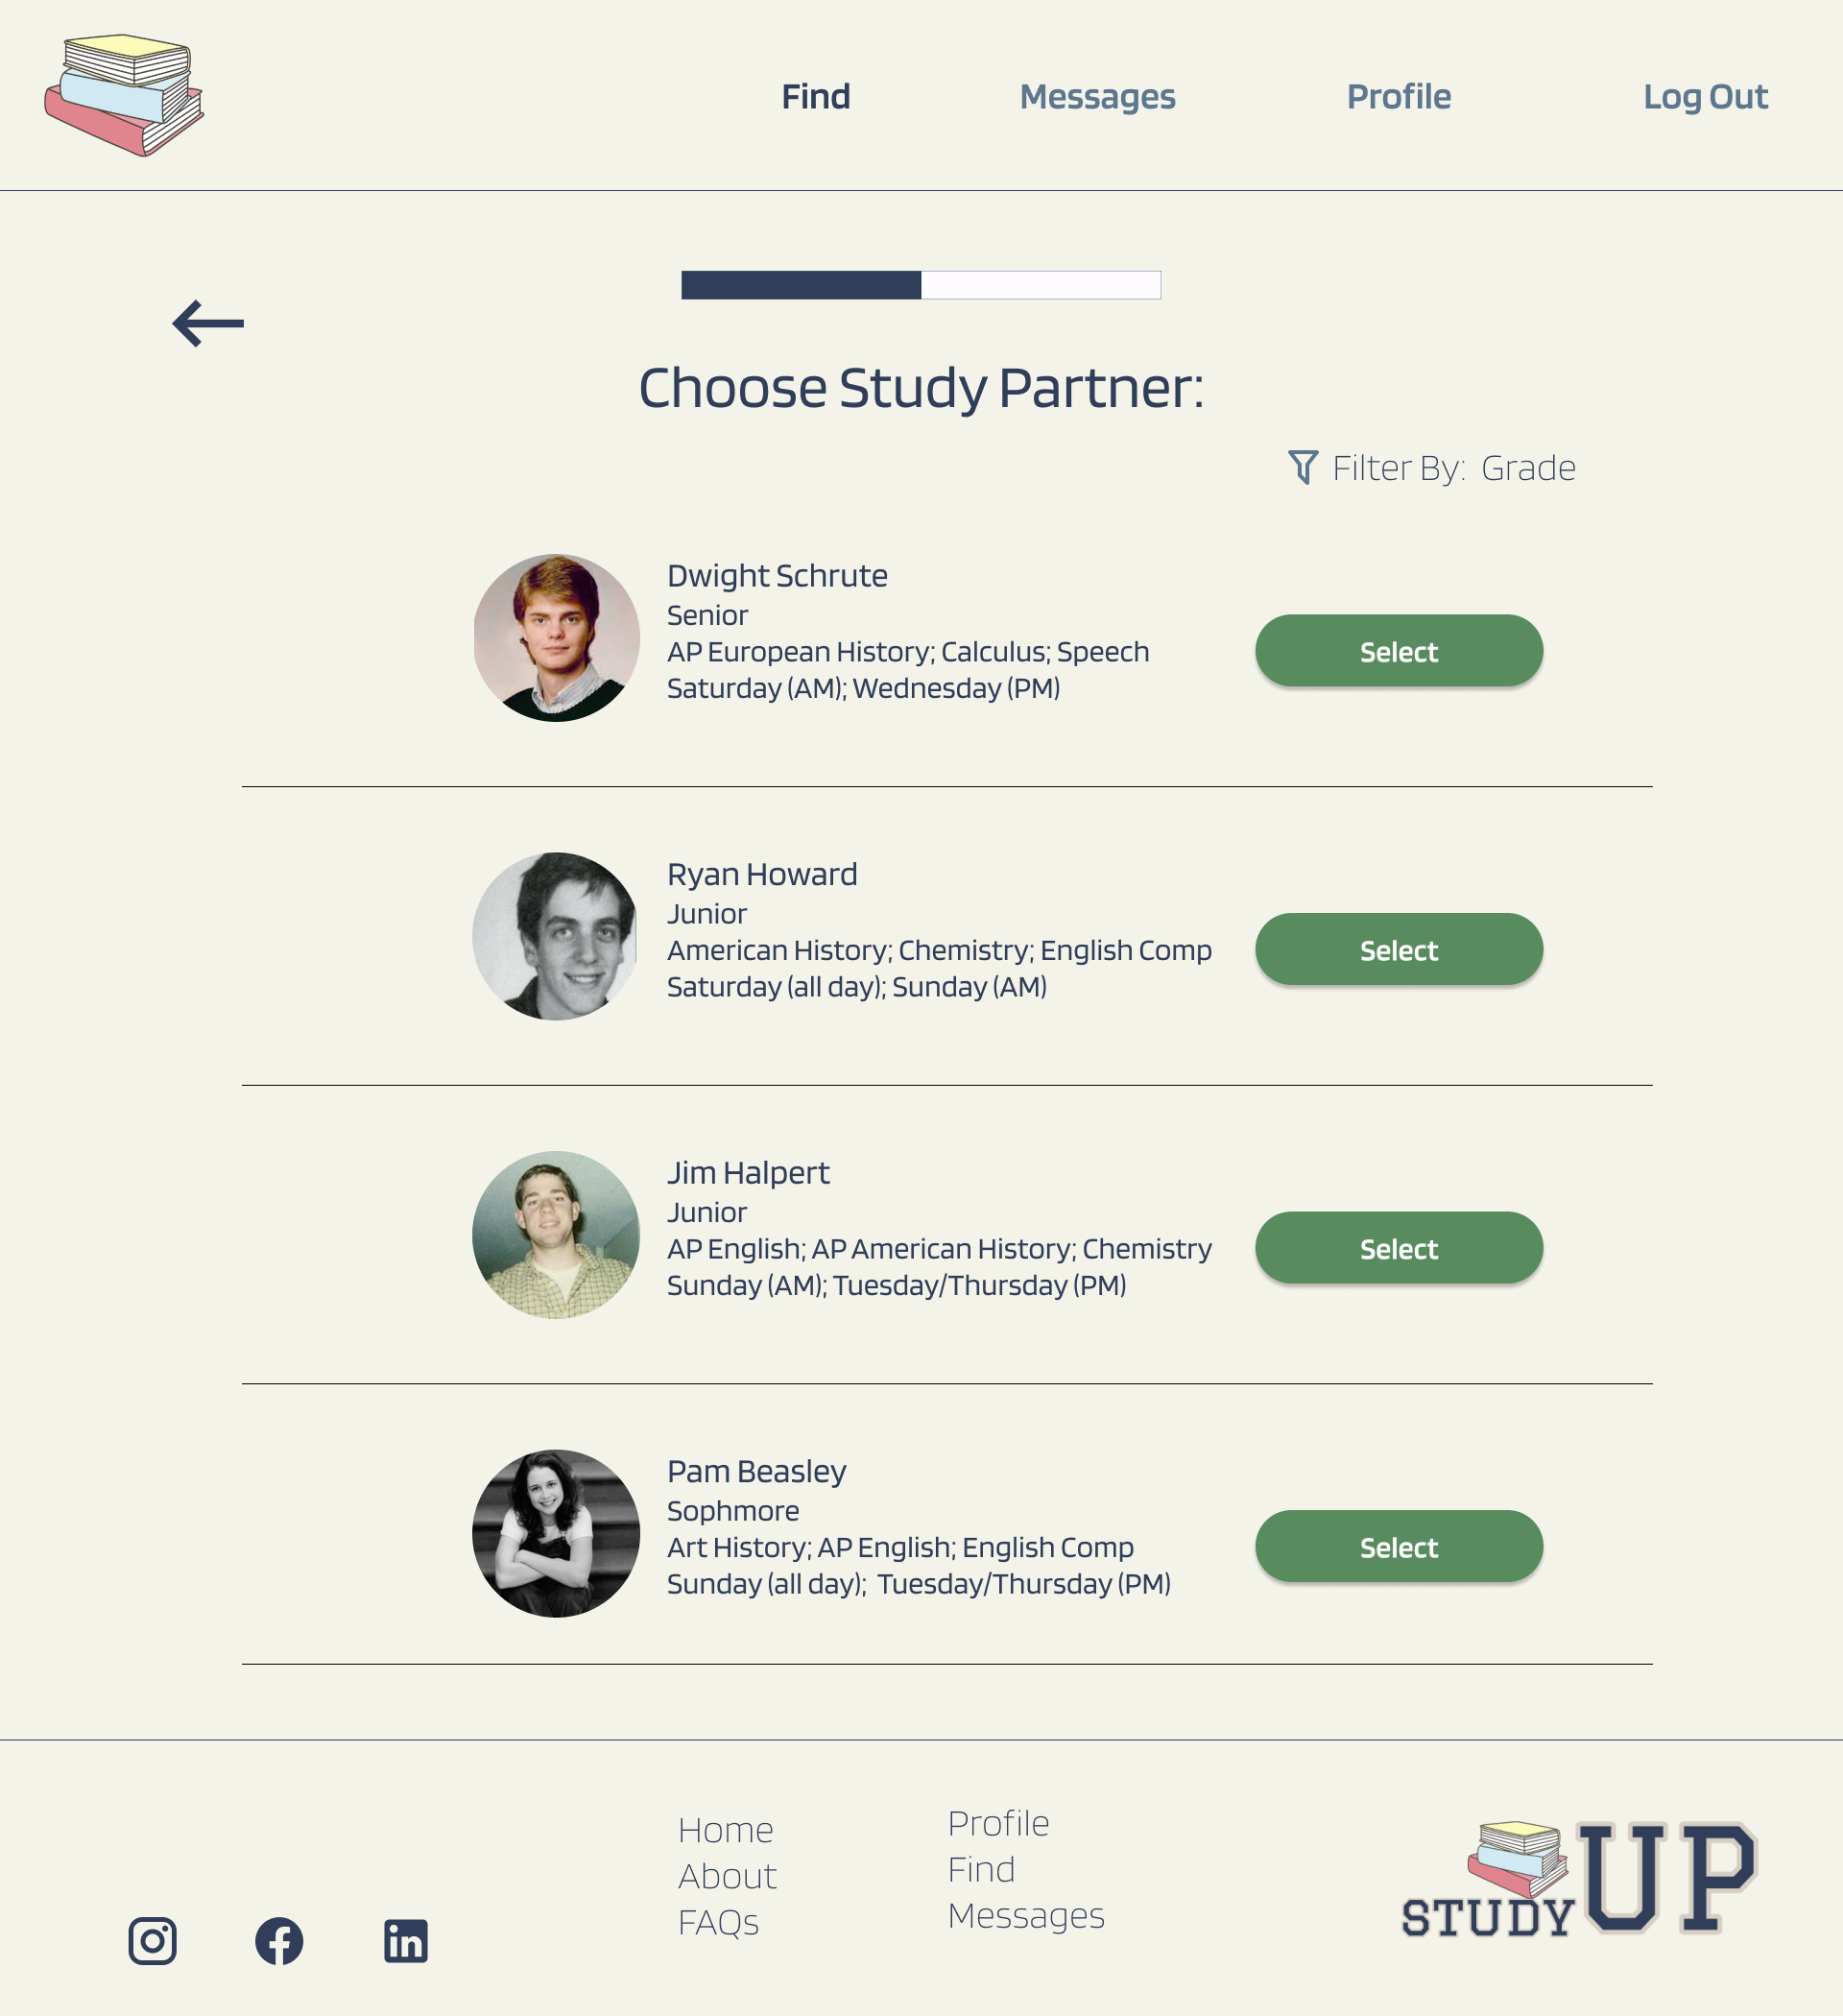 Find Messages Profile Log Out
Choose Study Partner:
Filter By: Grade
Dwight Schrute
Senior
AP European History; Calculus; Speech
Saturday (AM); Wednesday (PM)
Select
Ryan Howard
Junior
American History; Chemistry; English Comp
Saturday (all day); Sunday (AM)
Select
Jim Halpert
Junior
AP English; AP American History; Chemistry
Sunday (AM); Tuesday/Thursday (PM)
Select
Pam Beasley
Sophmore
Art History; AP English; English Comp
Sunday (all day); Tuesday/Thursday (PM)
Select
Home
About
FAQs
Profile
Find
Messages
STUDY UP
in